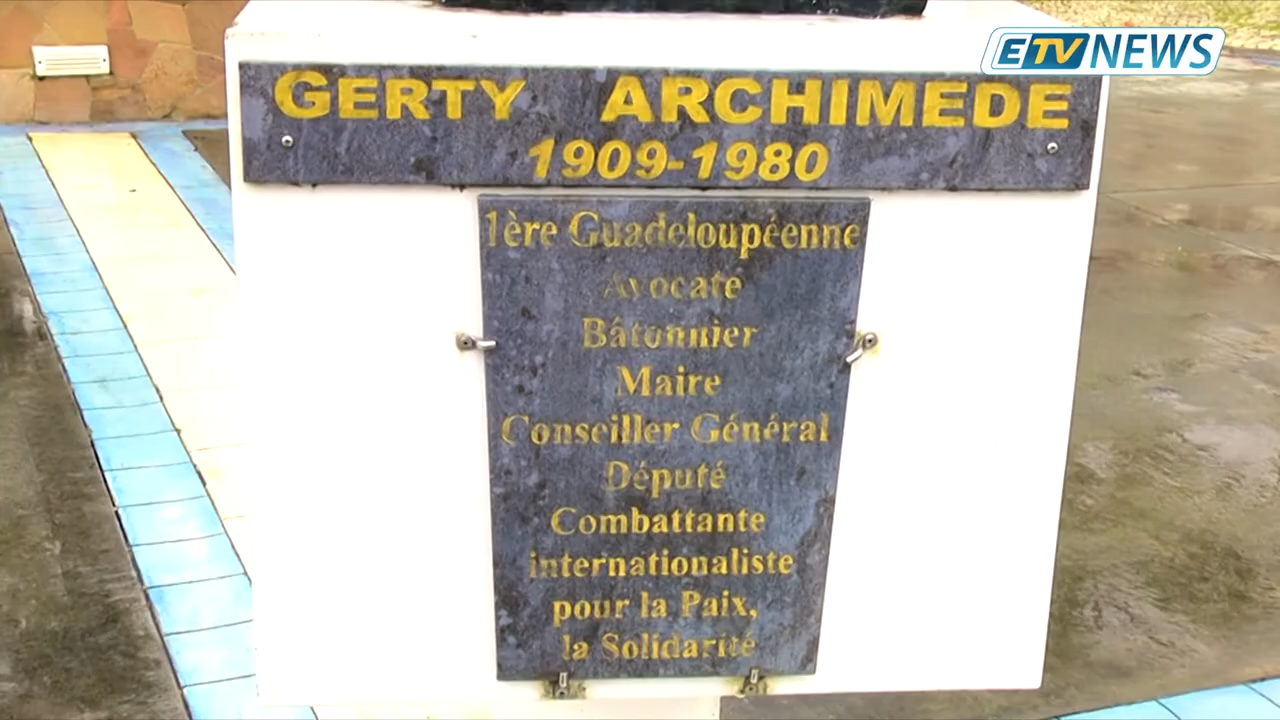 ETV NEWS
GERTY ARCHIMEDE
1909-1980
1ère Guadeloupéenne
Avocate
Bâtonnier
Maire
Conseiller Général
Député
Combattante
internationaliste
pour la Paix,
la Solidarité